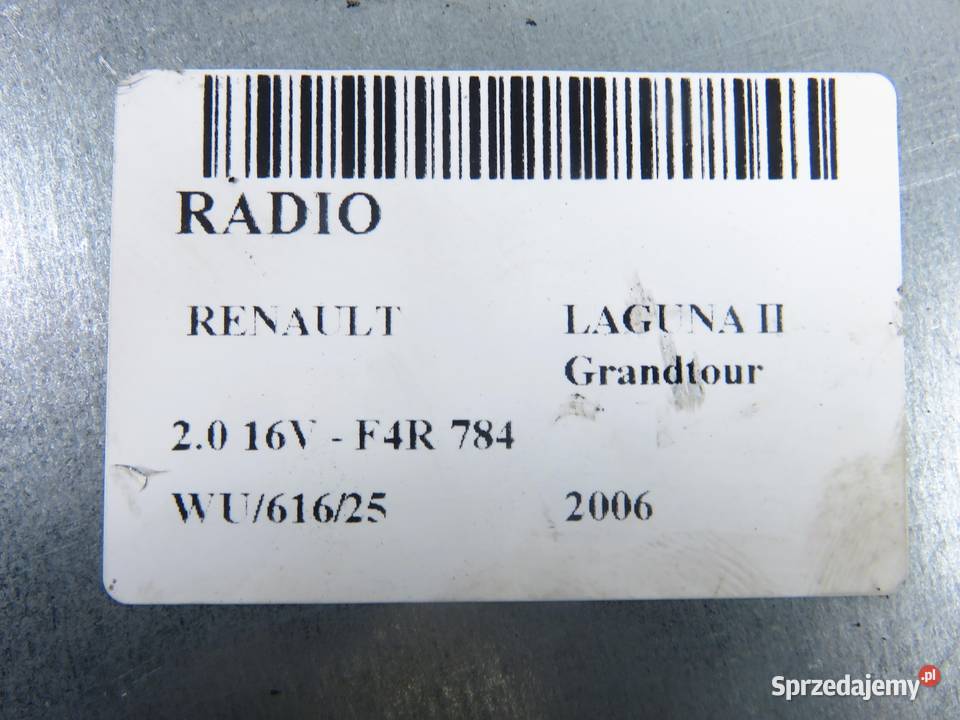 RADIO
RENAULT LAGUNA II
Grandtour
2.0 16V - F4R 784
WU/616/25 2006
Sprzedajemy.pl